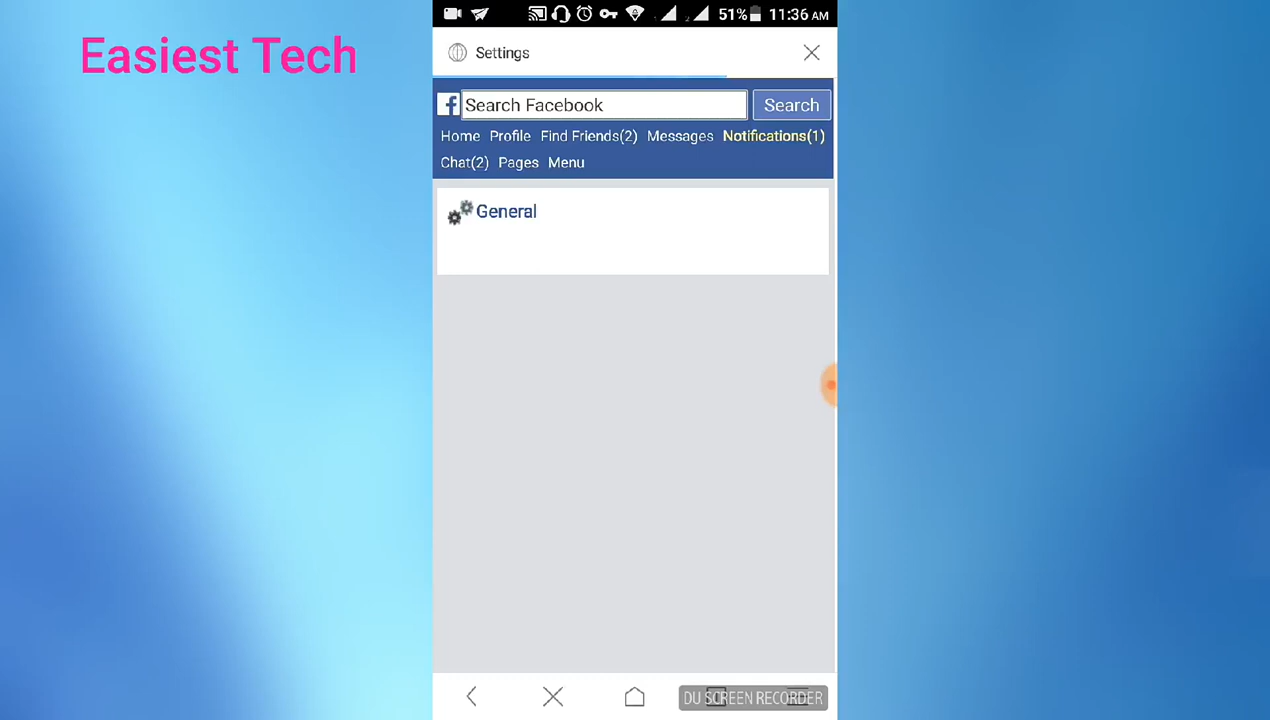 Easiest Tech
51% 11:36 AM
Settings
f Search Facebook Search
Home Profile Find Friends(2) Messages Notifications(1)
Chat(2) Pages Menu
General
DU SCREEN RECORDER